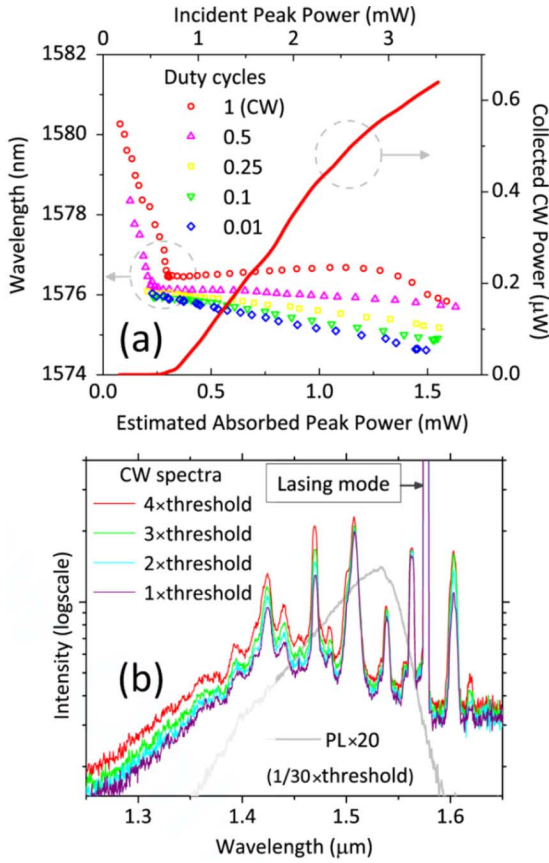 Incident Peak Power (mW)
0 1 2 3
1582
1580
1578
1576
1574
Wavelength (nm)
Duty cycles
1 (CW)
0.5
0.25
0.1
0.01
(a)
0.6
0.4
0.2
0.0
Collected CW Power (μW)
0.0 0.5 1.0 1.5
Estimated Absorbed Peak Power (mW)
CW spectra
4×threshold
3×threshold
2×threshold
1×threshold
Lasing mode
Intensity (logscale)
(b)
PL×20
(1/30×threshold)
1.3 1.4 1.5 1.6
Wavelength (μm)